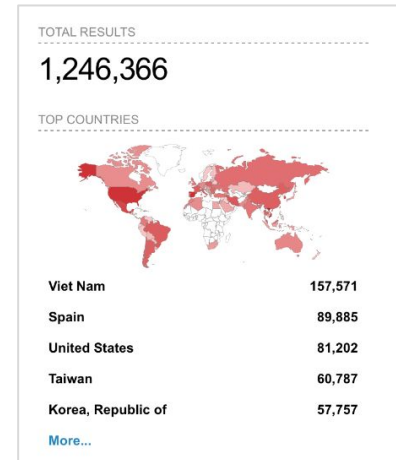 TOTAL RESULTS
1,246,366
TOP COUNTRIES
Viet Nam 157,571
Spain 89,885
United States 81,202
Taiwan 60,787
Korea, Republic of 57,757
More...